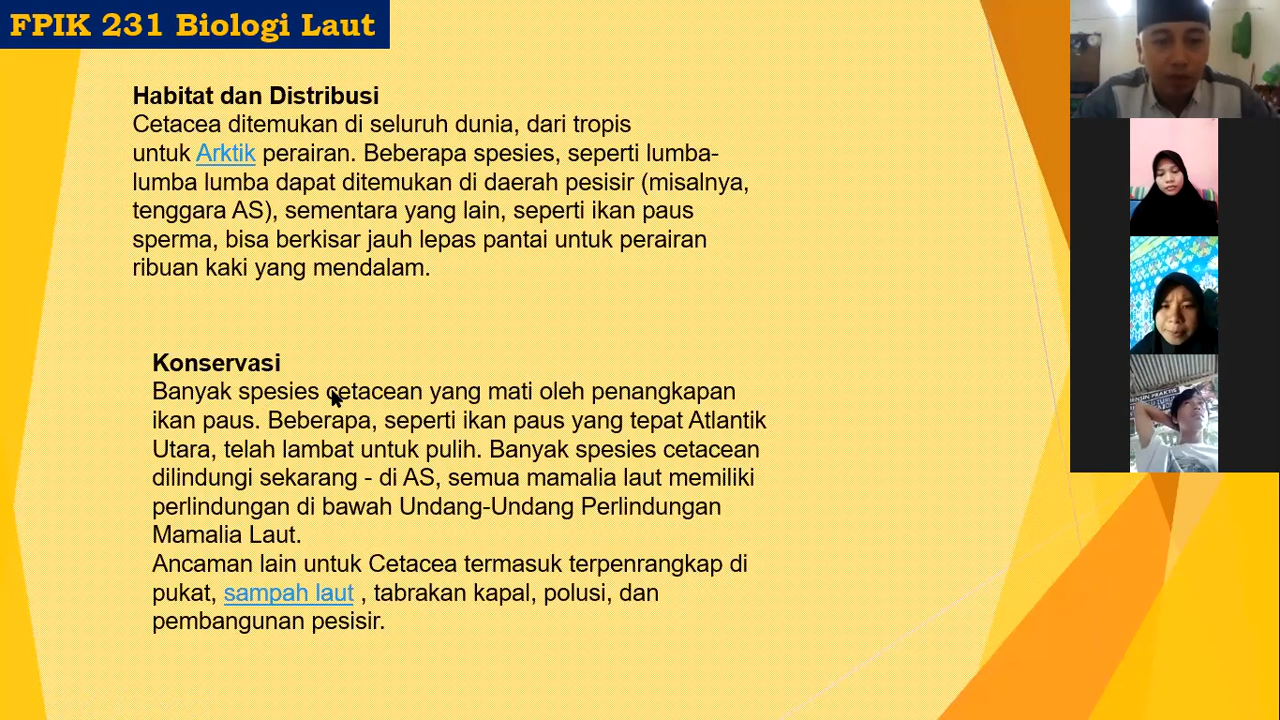 FPIK 231 Biologi Laut
Habitat dan Distribusi
Cetacea ditemukan di seluruh dunia, dari tropis
untuk Arktik perairan. Beberapa spesies, seperti lumba-
lumba lumba dapat ditemukan di daerah pesisir (misalnya,
tenggara AS), sementara yang lain, seperti ikan paus
sperma, bisa berkisar jauh lepas pantai untuk perairan
ribuan kaki yang mendalam.
Konservasi
Banyak spesies cetacean yang mati oleh penangkapan
ikan paus. Beberapa, seperti ikan paus yang tepat Atlantik
Utara, telah lambat untuk pulih. Banyak spesies cetacean
dilindungi sekarang - di AS, semua mamalia laut memiliki
perlindungan di bawah Undang-Undang Perlindungan
Mamalia Laut.
Ancaman lain untuk Cetacea termasuk terpenrangkap di
pukat, sampah laut , tabrakan kapal, polusi, dan
pembangunan pesisir.